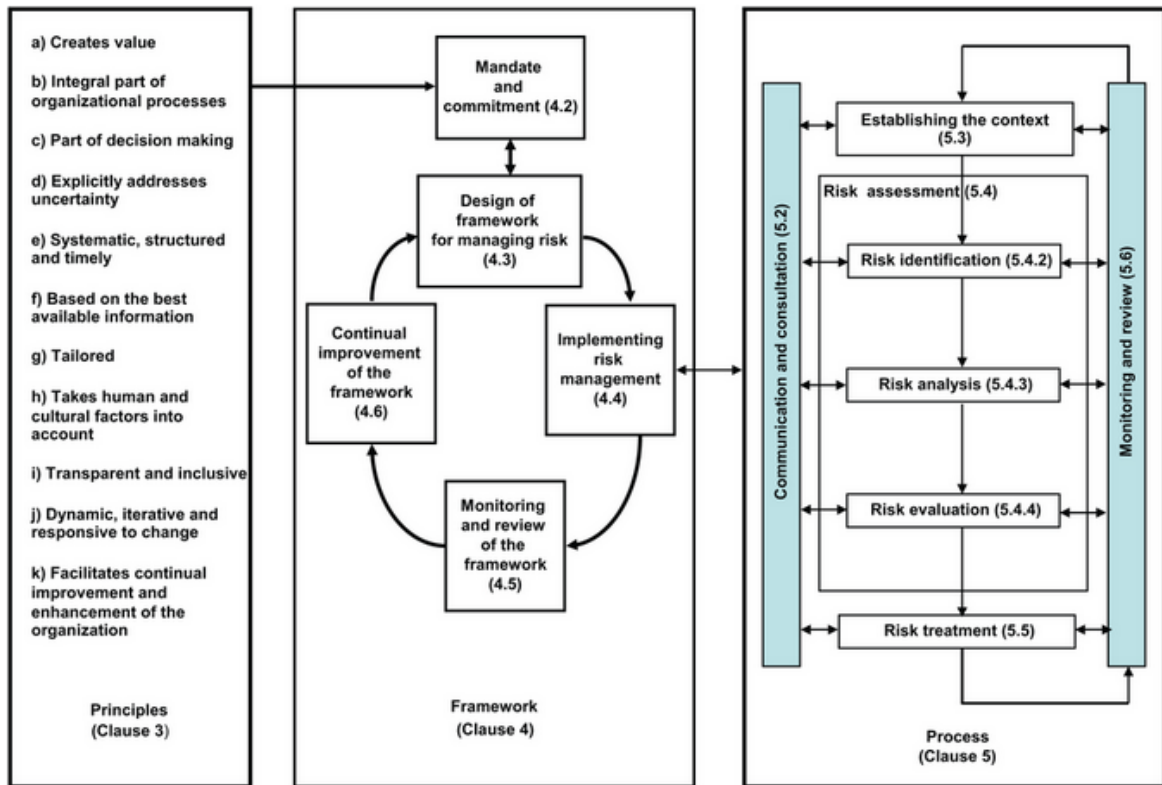 a) Creates value
b) Integral part of
organizational processes
c) Part of decision making
d) Explicitly addresses
uncertainty
e) Systematic, structured
and timely
f) Based on the best
available information
g) Tailored
h) Takes human and
cultural factors into
account
i) Transparent and inclusive
j) Dynamic, iterative and
responsive to change
k) Facilitates continual
improvement and
enhancement of the
organization
Principles
(Clause 3)
Mandate
and
commitment (4.2)
Design of
framework
for managing risk
(4.3)
Implementing
risk
management
(4.4)
Continual
improvement
of the
framework
(4.6)
Monitoring
and review
of the
framework
(4.5)
Framework
(Clause 4)
Communication and consultation (5.2)
Establishing the context
(5.3)
Risk assessment (5.4)
Risk identification (5.4.2)
Risk analysis (5.4.3)
Risk evaluation (5.4.4)
Risk treatment (5.5)
Monitoring and review (5.6)
Process
(Clause 5)